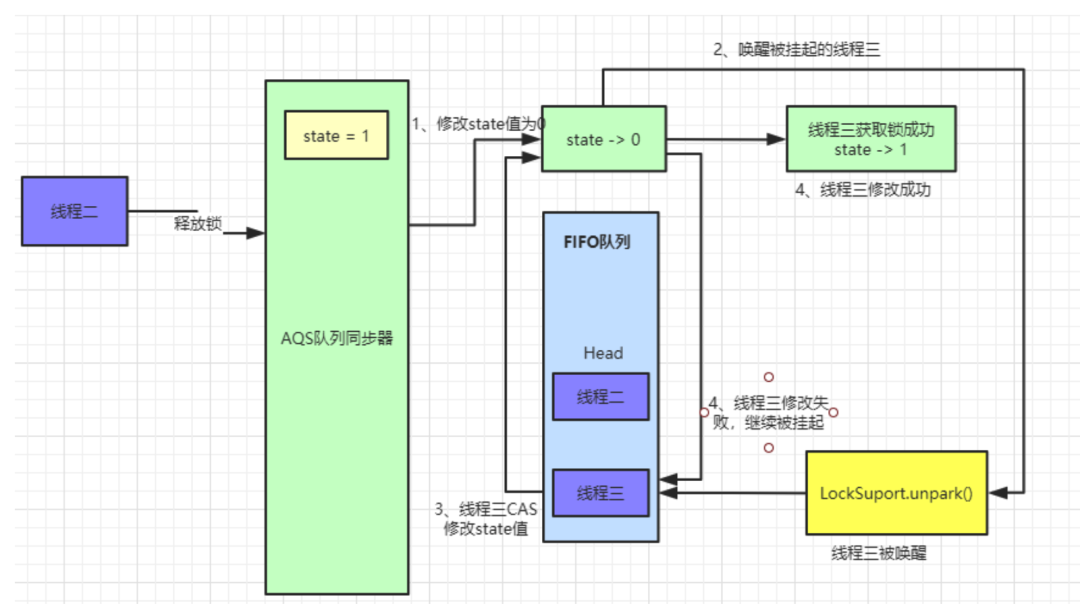 2、唤醒被挂起的线程三
state = 1
1、修改state值为0
state -> 0
线程三获取锁成功
state -> 1
4、线程三修改成功
线程二
释放锁
FIFO队列
AQS队列同步器
Head
线程二
4、线程三修改失
败，继续被挂起
线程三
3、线程三CAS
修改state值
LockSuport.unpark()
线程三被唤醒